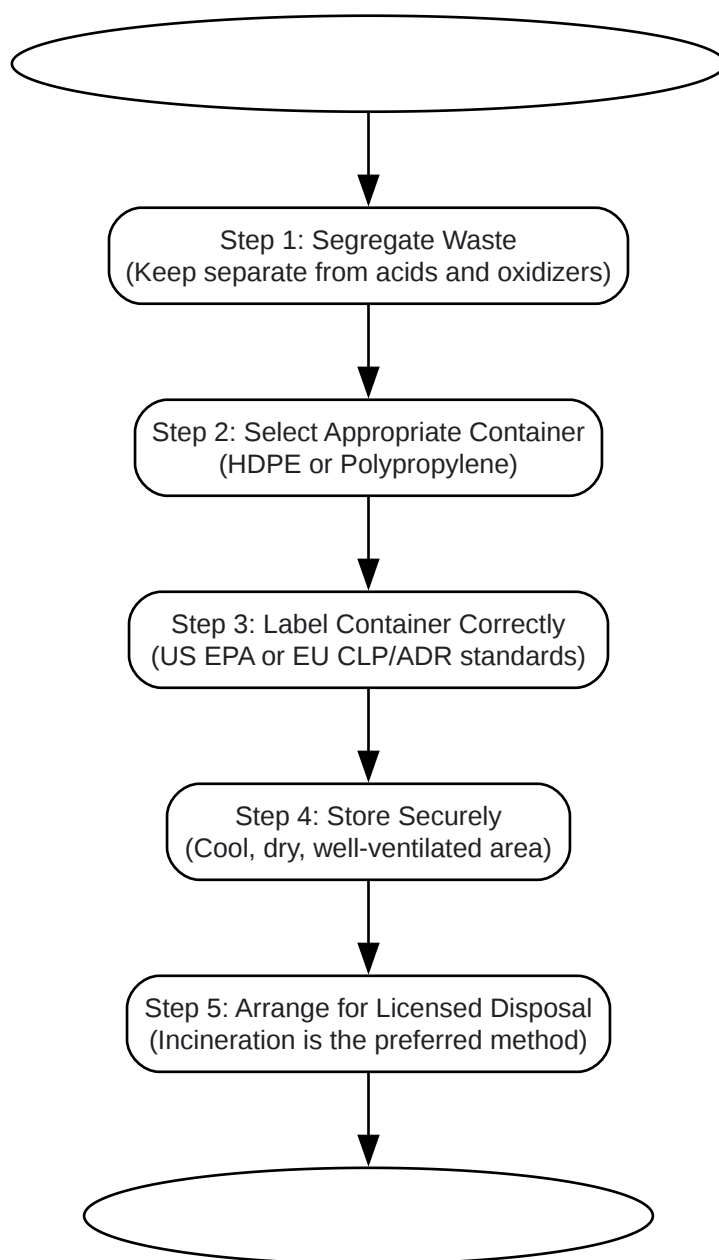 Step 1: Segregate Waste
(Keep separate from acids and oxidizers)
Step 2: Select Appropriate Container
(HDPE or Polypropylene)
Step 3: Label Container Correctly
(US EPA or EU CLP/ADR standards)
Step 4: Store Securely
(Cool, dry, well-ventilated area)
Step 5: Arrange for Licensed Disposal
(Incineration is the preferred method)